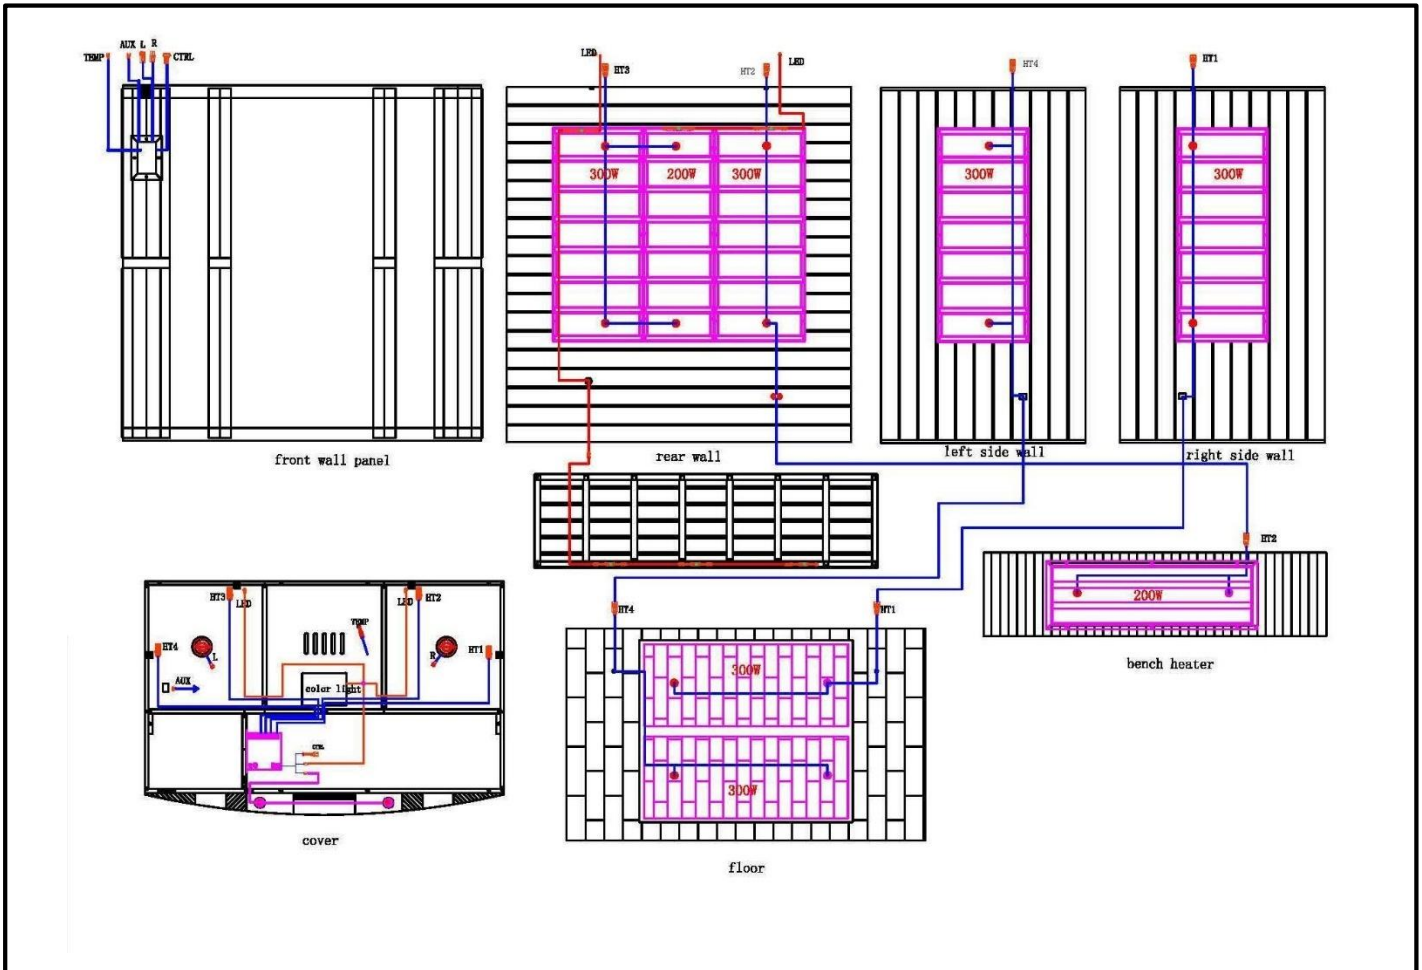 TEMP AUX L R CTRL
LED HT3 HT2 LED
HT4
HT1
300W 200W 300W
300W
300W
front wall panel
rear wall
left side wall
right side wall
HT2
200W
bench heater
HT3 LED LED HT2
TEMP
HT4 L R HT1
AUX
color light
CTRL
cover
HT4 HT1
300W
300W
floor